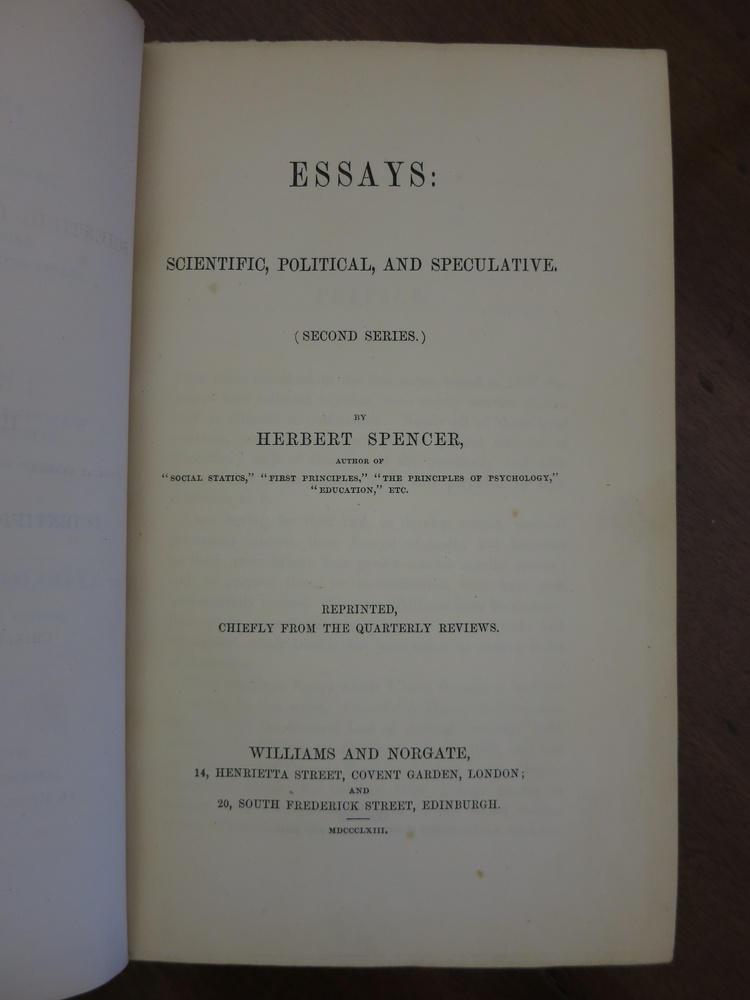 ESSAYS:
SCIENTIFIC, POLITICAL, AND SPECULATIVE.
(SECOND SERIES.)
BY
HERBERT SPENCER,
AUTHOR OF
"SOCIAL STATICS," "FIRST PRINCIPLES," "THE PRINCIPLES OF PSYCHOLOGY,"
"EDUCATION," ETC.
REPRINTED,
CHIEFLY FROM THE QUARTERLY REVIEWS.
WILLIAMS AND NORGATE,
14, HENRIETTA STREET, COVENT GARDEN, LONDON;
AND
20, SOUTH FREDERICK STREET, EDINBURGH.
MDCCCLXIII.